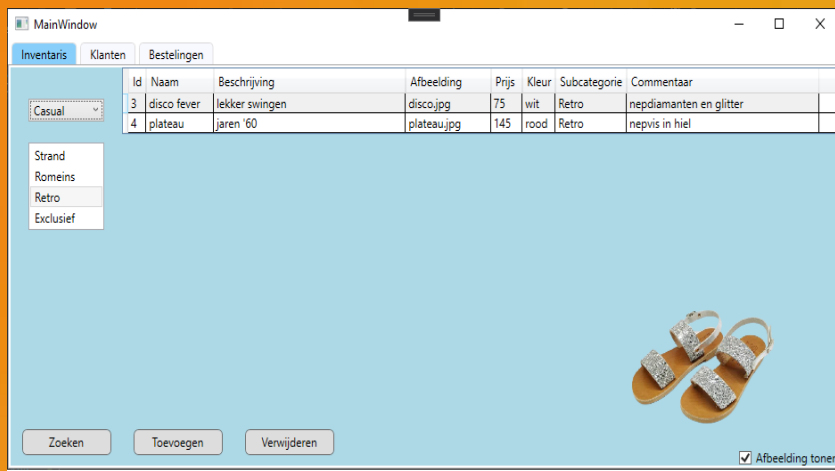 MainWindow
Inventaris Klanten Bestelingen
Id Naam Beschrijving Afbeelding Prijs Kleur Subcategorie Commentaar
3 disco fever lekker swingen disco.jpg 75 wit Retro nepdiamanten en glitter
4 plateau jaren '60 plateau.jpg 145 rood Retro nepvis in hiel
Casual
Strand
Romeins
Retro
Exclusief
Zoeken Toevoegen Verwijderen
Afbeelding toner